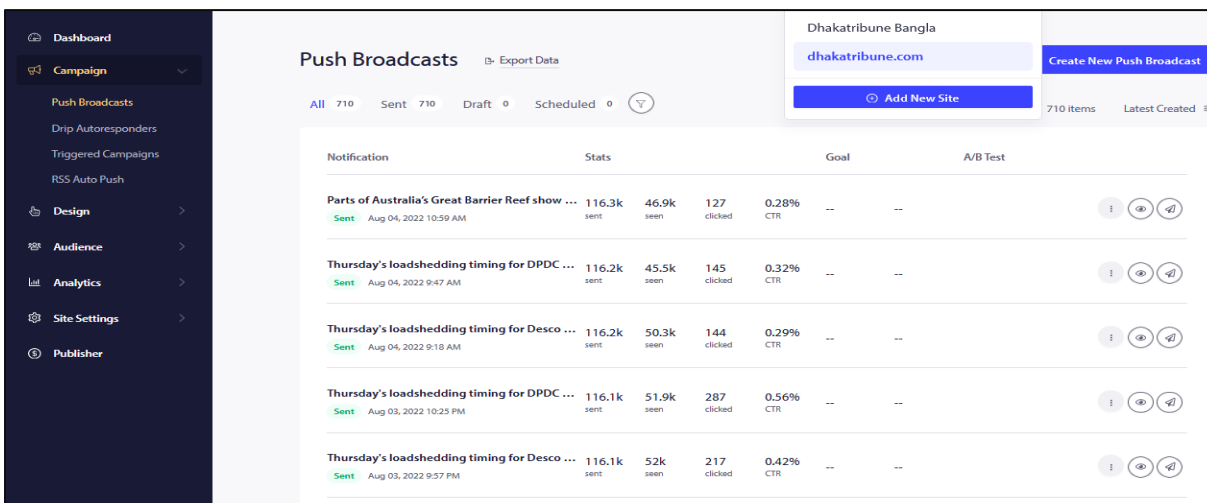 Dashboard
Campaign
Push Broadcasts
Drip Autoresponders
Triggered Campaigns
RSS Auto Push
Design
Audience
Analytics
Site Settings
Publisher
Dhakatribune Bangla
dhakatribune.com
Add New Site
Push Broadcasts Export Data
Create New Push Broadcast
All 710 Sent 710 Draft 0 Scheduled 0
710 items Latest Created
Notification Stats Goal A/B Test
Parts of Australia's Great Barrier Reef show ... 116.3k 46.9k 127 0.28%
Sent Aug 04, 2022 10:59 AM sent seen clicked CTR -- --
Thursday's loadshedding timing for DPDC ... 116.2k 45.5k 145 0.32%
Sent Aug 04, 2022 9:47 AM sent seen clicked CTR -- --
Thursday's loadshedding timing for Desco ... 116.2k 50.3k 144 0.29%
Sent Aug 04, 2022 9:18 AM sent seen clicked CTR -- --
Thursday's loadshedding timing for DPDC ... 116.1k 51.9k 287 0.56%
Sent Aug 03, 2022 10:25 PM sent seen clicked CTR -- --
Thursday's loadshedding timing for Desco ... 116.1k 52k 217 0.42%
Sent Aug 03, 2022 9:57 PM sent seen clicked CTR -- --